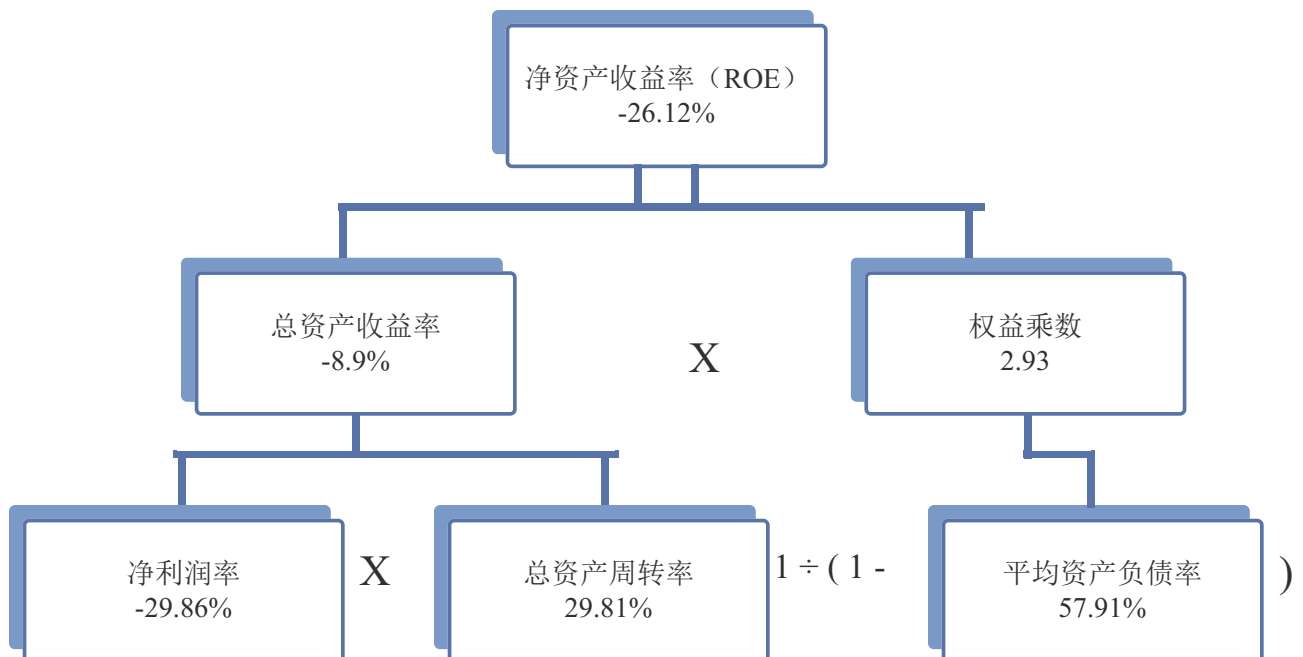 净资产收益率（ROE）
-26.12%
总资产收益率
-8.9%
X
权益乘数
2.93
净利润率
-29.86%
X
总资产周转率
29.81%
1 ÷ ( 1 -
平均资产负债率
57.91%
)